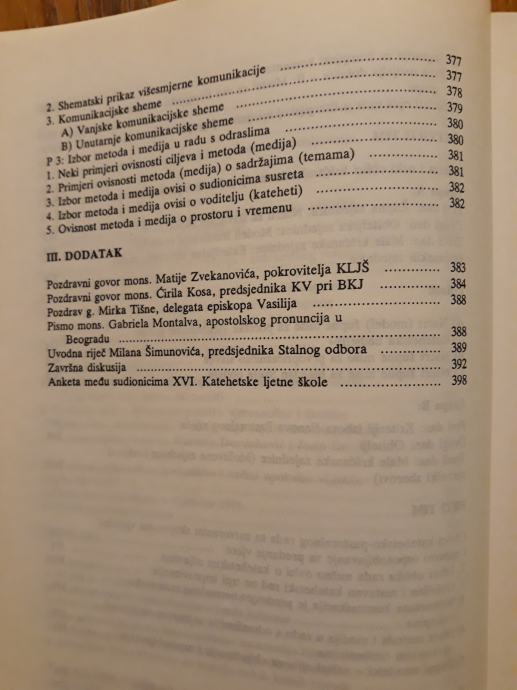 2. Shematski prikaz višesmjerne komunikacije ........ 377
3. Komunikacijske sheme ........ 377
A) Vanjske komunikacijske sheme ........ 378
B) Unutarnje komunikacijske sheme ........ 379
P 3: Izbor metoda i medija u radu s odraslima ........ 380
1. Neki primjeri ovisnosti ciljeva i metoda (medija) ........ 380
2. Primjeri ovisnosti metoda (medija) o sadržajima (temama) ........ 381
3. Izbor metoda i medija ovisi o sudionicima susreta ........ 381
4. Izbor metoda i medija ovisi o voditelju (kateheti) ........ 382
5. Ovisnost metoda i medija o prostoru i vremenu ........ 382
III. DODATAK
Pozdravni govor mons. Matije Zvekanovića, pokrovitelja KLJŠ ........ 383
Pozdravni govor mons. Ćirila Kosa, predsjednika KV pri BKJ ........ 384
Pozdrav g. Mirka Tišne, delegata episkopa Vasilija ........ 388
Pismo mons. Gabriela Montalva, apostolskog pronuncija u
Beogradu ........ 388
Uvodna riječ Milana Šimunovića, predsjednika Stalnog odbora ........ 389
Završna diskusija ........ 392
Anketa među sudionicima XVI. Katehetske ljetne škole ........ 398